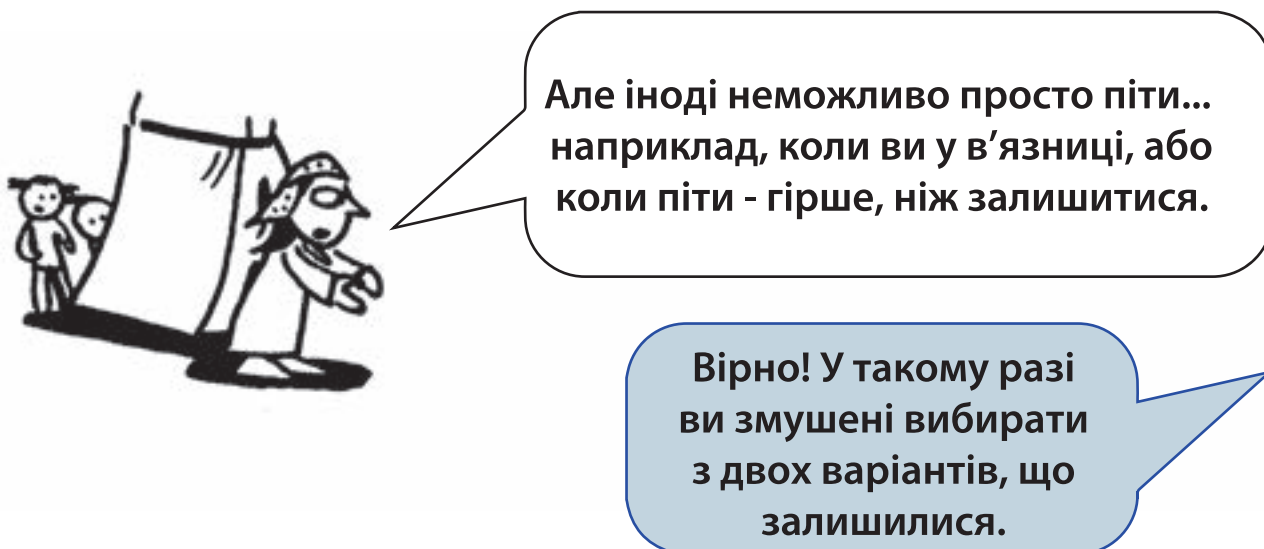 Але іноді неможливо просто піти...
наприклад, коли ви у в’язниці, або
коли піти - гірше, ніж залишитися.
Вірно! У такому разі
ви змушені вибирати
з двох варіантів, що
залишилися.